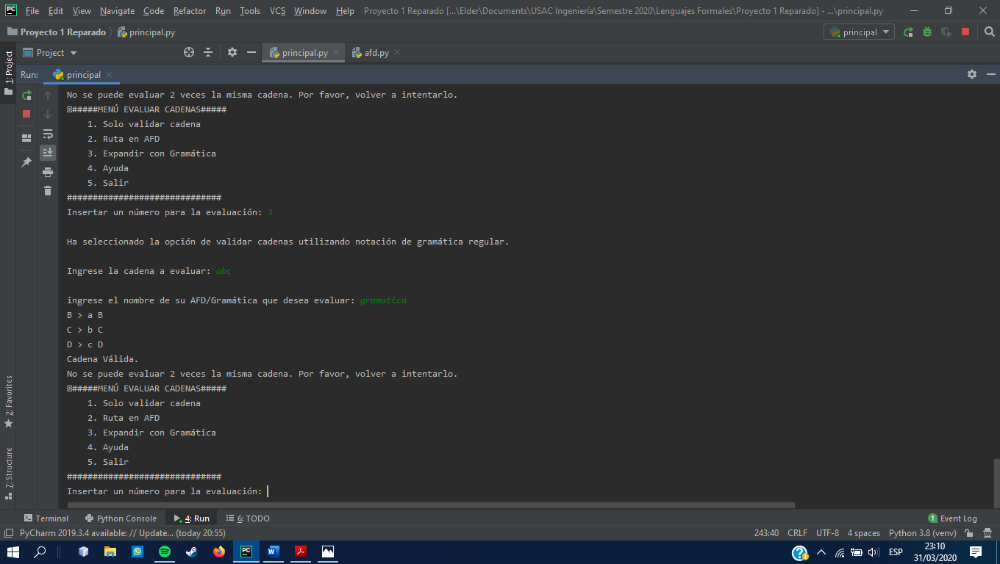 PC File Edit View Navigate Code Refactor Run Tools VCS Window Help Proyecto 1 Reparado [...\Elder\Documents\USAC Ingeniería\Semestre 2020\Lenguajes Formales\Proyecto 1 Reparado] - ...\principal.py
Proyecto 1 Reparado principal.py principal
1: Project
Project principal.py afd.py
Run: principal
No se puede evaluar 2 veces la misma cadena. Por favor, volver a intentarlo.
#####MENÚ EVALUAR CADENAS#####
1. Solo validar cadena
2. Ruta en AFD
3. Expandir con Gramática
4. Ayuda
5. Salir
##############################
Insertar un número para la evaluación: 3
Ha seleccionado la opción de validar cadenas utilizando notación de gramática regular.
Ingrese la cadena a evaluar: abc
ingrese el nombre de su AFD/Gramática que desea evaluar: gramatica
B > a B
C > b C
D > c D
Cadena Válida.
No se puede evaluar 2 veces la misma cadena. Por favor, volver a intentarlo.
#####MENÚ EVALUAR CADENAS#####
1. Solo validar cadena
2. Ruta en AFD
3. Expandir con Gramática
4. Ayuda
5. Salir
##############################
Insertar un número para la evaluación:
2: Favorites
7: Structure
Terminal Python Console 4: Run 6: TODO 1 Event Log
PyCharm 2019.3.4 available: // Update... (today 20:55) 243:40 CRLF UTF-8 4 spaces Python 3.8 (venv)
PC W ESP 23:10
31/03/2020